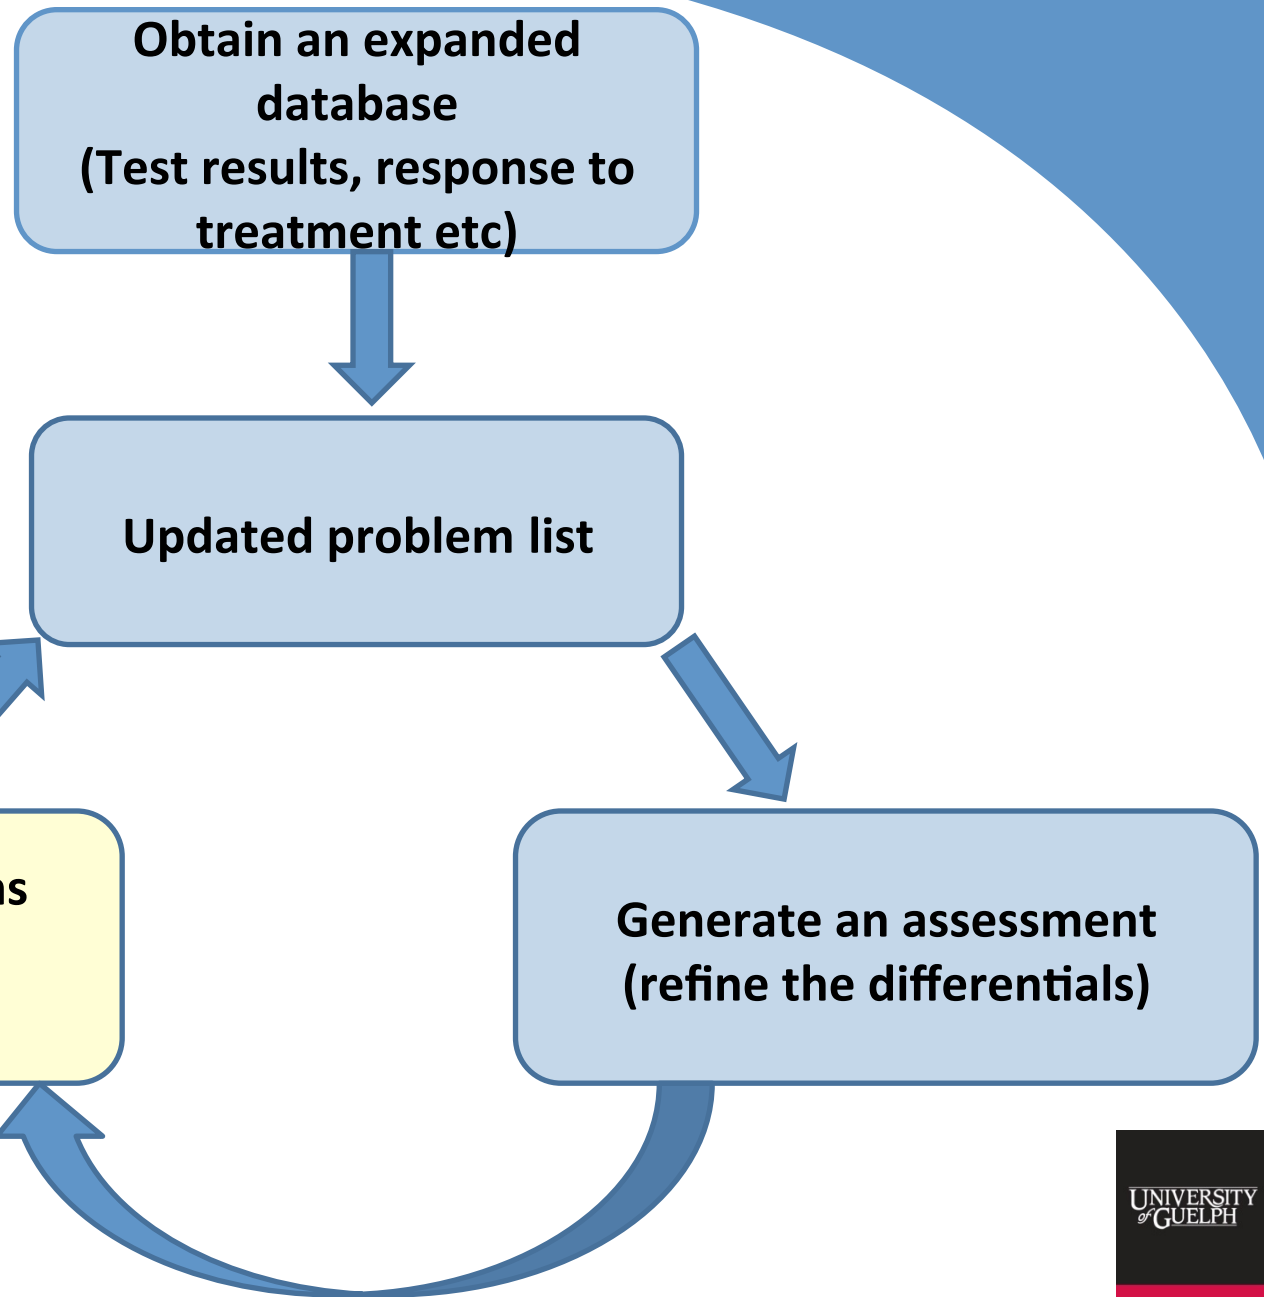 Obtain an expanded
database
(Test results, response to
treatment etc)
Updated problem list
Generate an assessment
(refine the differentials)
UNIVERSITY
of GUELPH